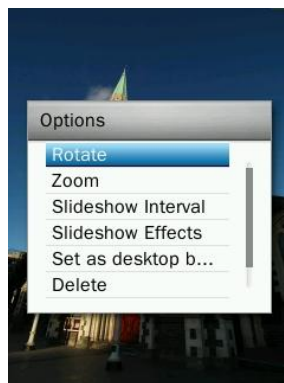 Options
Rotate
Zoom
Slideshow Interval
Slideshow Effects
Set as desktop b...
Delete